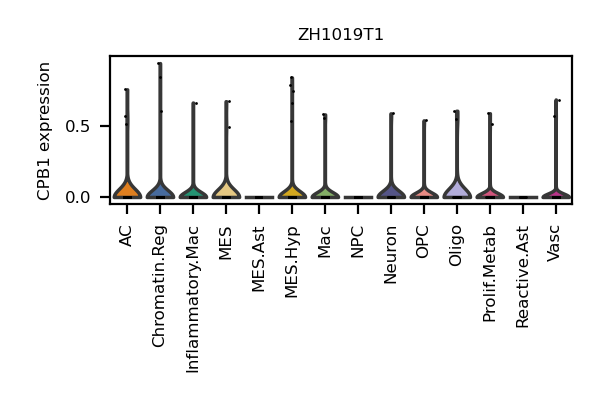 ZH1019T1
CPB1 expression
0.5
0.0
AC
Chromatin.Reg
Inflammatory.Mac
MES
MES.Ast
MES.Hyp
Mac
NPC
Neuron
OPC
Oligo
Prolif.Metab
Reactive.Ast
Vasc